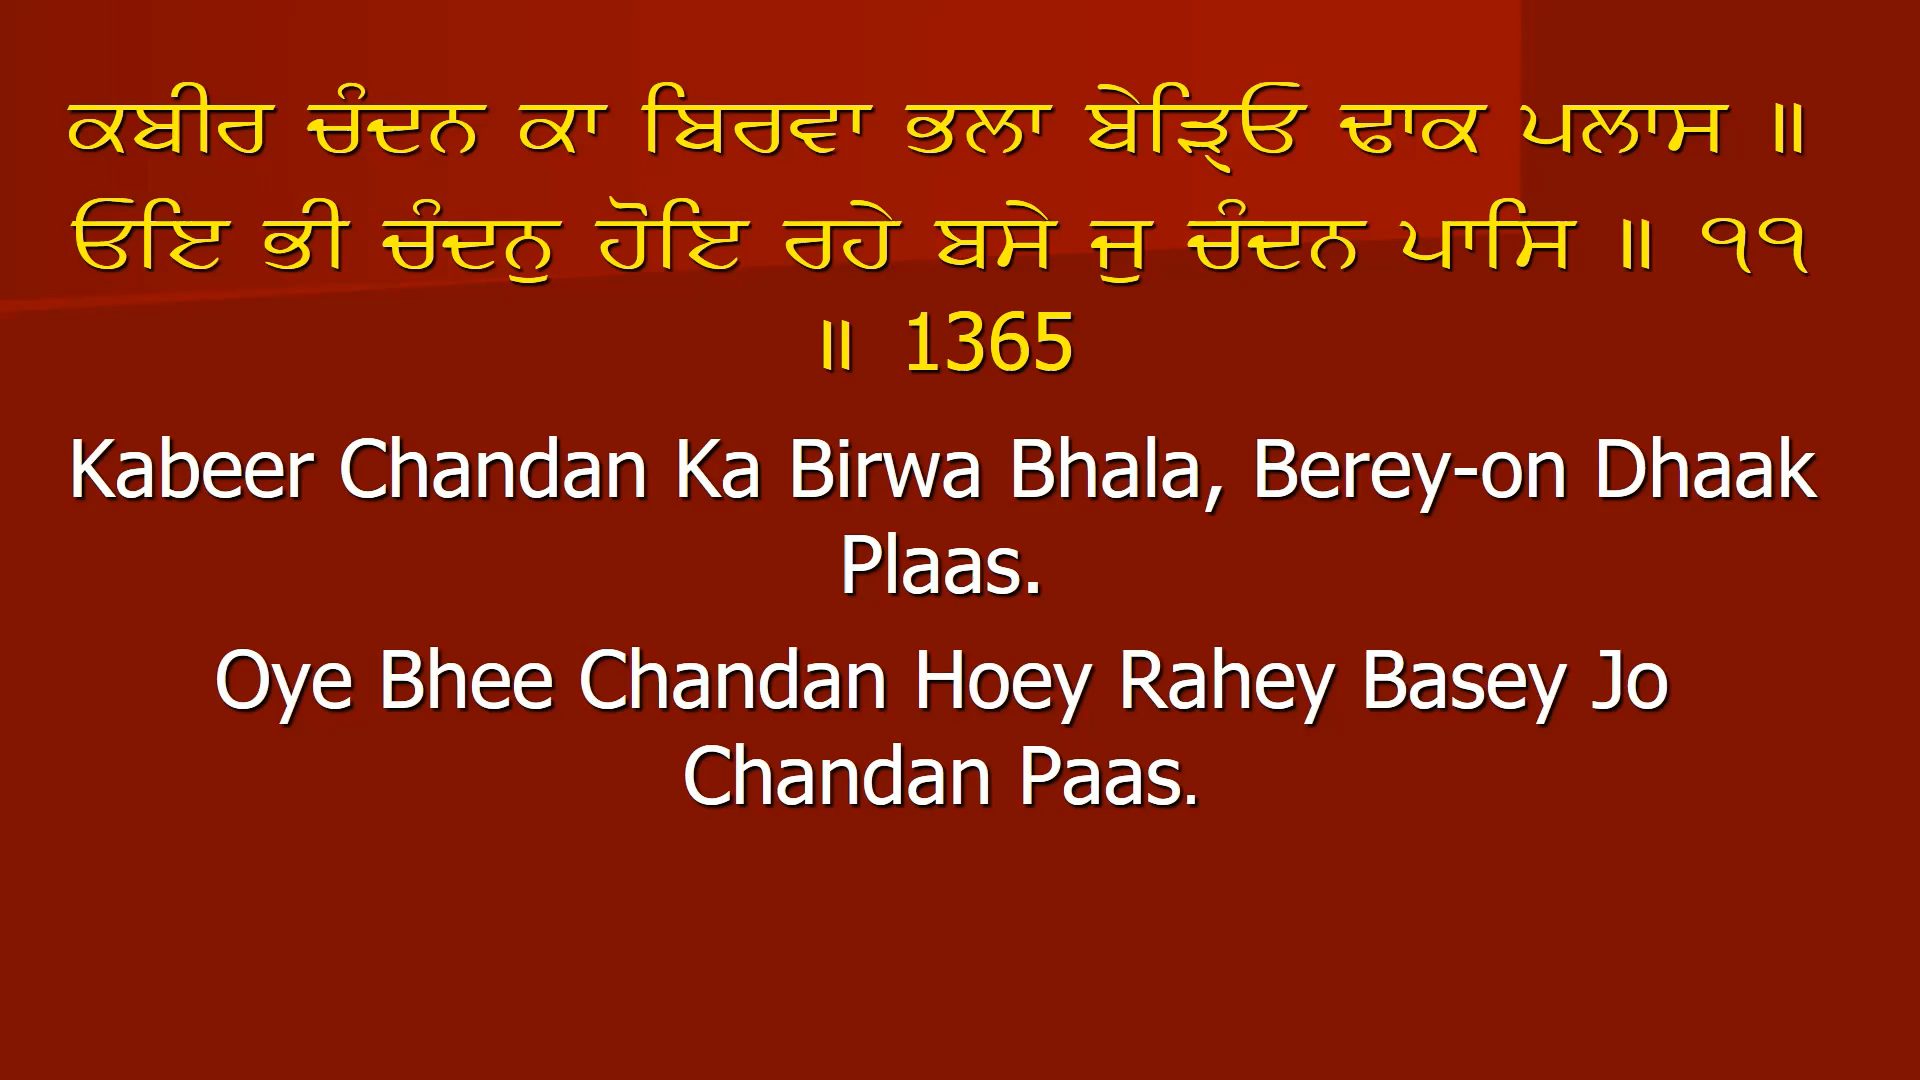 ਕਬੀਰ ਚੰਦਨ ਕਾ ਬਿਰਵਾ ਭਲਾ ਬੇੜ੍ਹਿਓ ਢਾਕ ਪਲਾਸ ॥
ਓਇ ਭੀ ਚੰਦਨੁ ਹੋਇ ਰਹੇ ਬਸੇ ਜੁ ਚੰਦਨ ਪਾਸਿ ॥ ੧੧
॥ 1365
Kabeer Chandan Ka Birwa Bhala, Berey-on Dhaak
Plaas.
Oye Bhee Chandan Hoey Rahey Basey Jo
Chandan Paas.